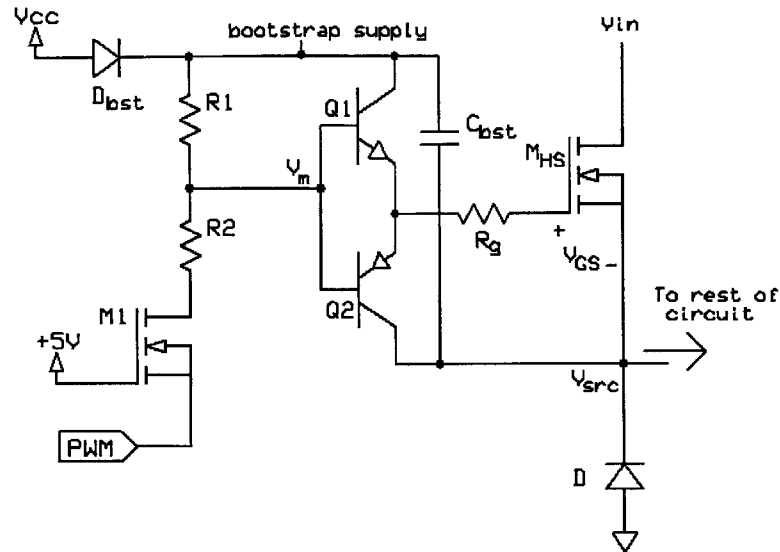 Vcc
bootstrap supply
Vin
Dbst
R1
Q1
Cbst
MHS
Vm
R2
Rg
+
VGS -
M1
Q2
To rest of
circuit
+5V
Vsrc
PWM
D